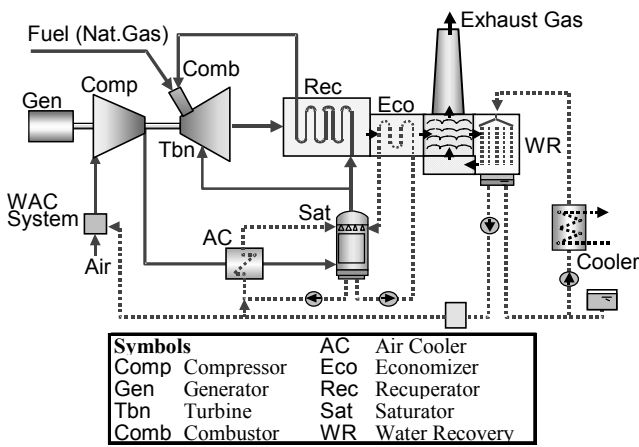 Exhaust Gas
Fuel (Nat.Gas)
Comb
Comp
Rec
Gen
Eco
Tbn
WR
WAC
System
Sat
AC
Air
Cooler
Symbols
AC Air Cooler
Comp Compressor
Eco Economizer
Gen Generator
Rec Recuperator
Tbn Turbine
Sat Saturator
Comb Combustor
WR Water Recovery